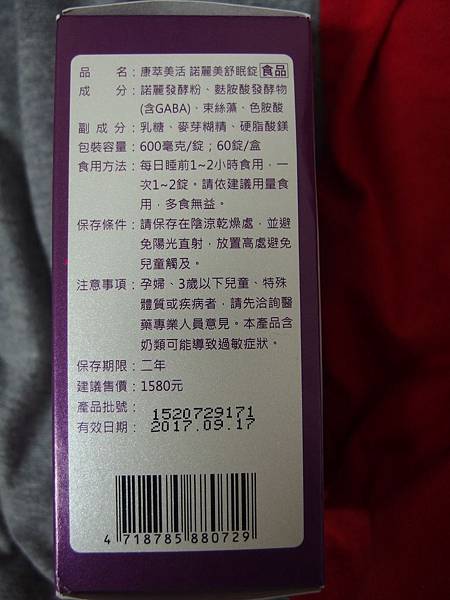 品　　名：康萃美活 諾麗美舒眠錠 食品
成　　分：諾麗發酵粉、麩胺酸發酵物
(含GABA)、束絲藻、色胺酸
副 成 分：乳糖、麥芽糊精、硬脂酸鎂
包裝容量：600毫克/錠；60錠/盒
食用方法：每日睡前1~2小時食用，一
次1~2錠。請依建議用量食
用，多食無益。
保存條件：請保存在陰涼乾燥處，並避
免陽光直射，放置高處避免
兒童觸及。
注意事項：孕婦、3歲以下兒童、特殊
體質或疾病者，請先洽詢醫
藥專業人員意見。本產品含
奶類可能導致過敏症狀。
保存期限：二年
建議售價：1580元
產品批號：1520729171
有效日期：2017.09.17
4 718785 880729